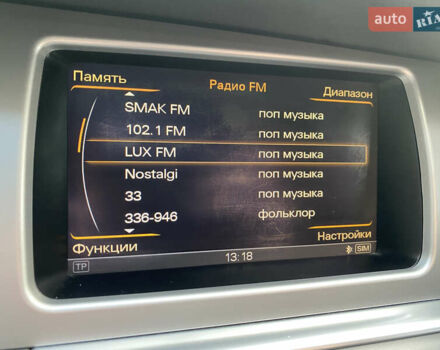 auto RIA
Память Радио FM Диапазон
SMAK FM поп музыка
102.1 FM поп музыка
LUX FM поп музыка
Nostalgi поп музыка
33 поп музыка
336-946 фольклор
Функции Настройки
TP 13:18 SIM